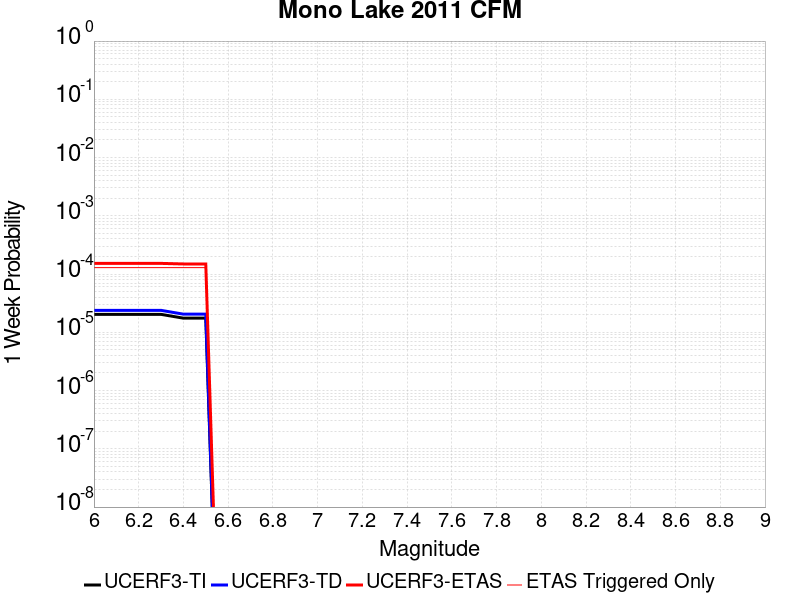 Mono Lake 2011 CFM
10^0
10^-1
10^-2
10^-3
10^-4
10^-5
10^-6
10^-7
10^-8
1 Week Probability
6 6.2 6.4 6.6 6.8 7 7.2 7.4 7.6 7.8 8 8.2 8.4 8.6 8.8 9
Magnitude
UCERF3-TI UCERF3-TD UCERF3-ETAS ETAS Triggered Only